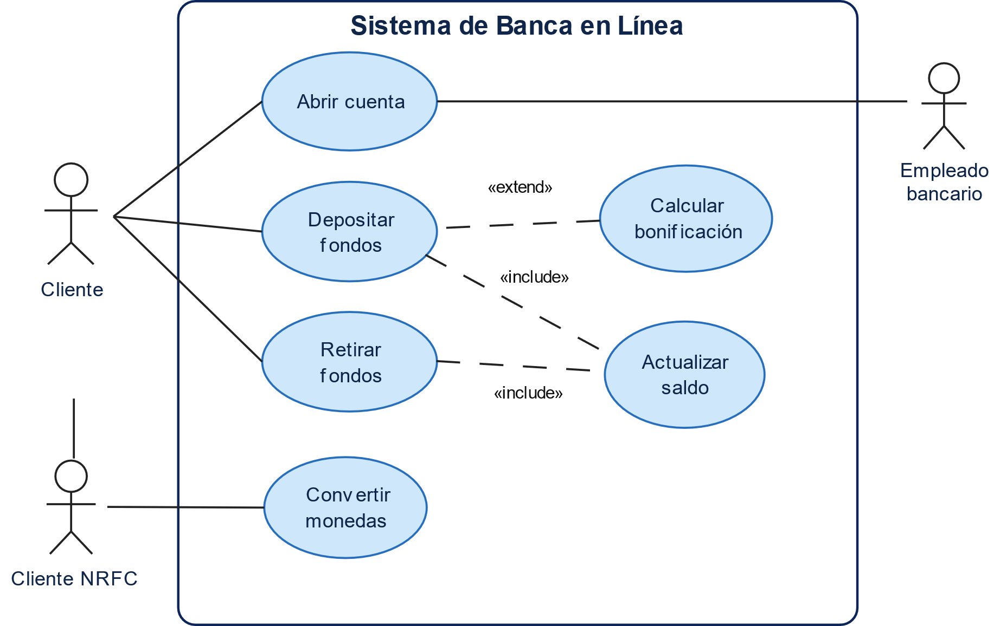 Sistema de Banca en Línea
Abrir cuenta
Empleado
bancario
«extend»
Calcular
bonificación
Depositar
fondos
Cliente
«include»
Retirar
fondos
Actualizar
saldo
«include»
Convertir
monedas
Cliente NRFC